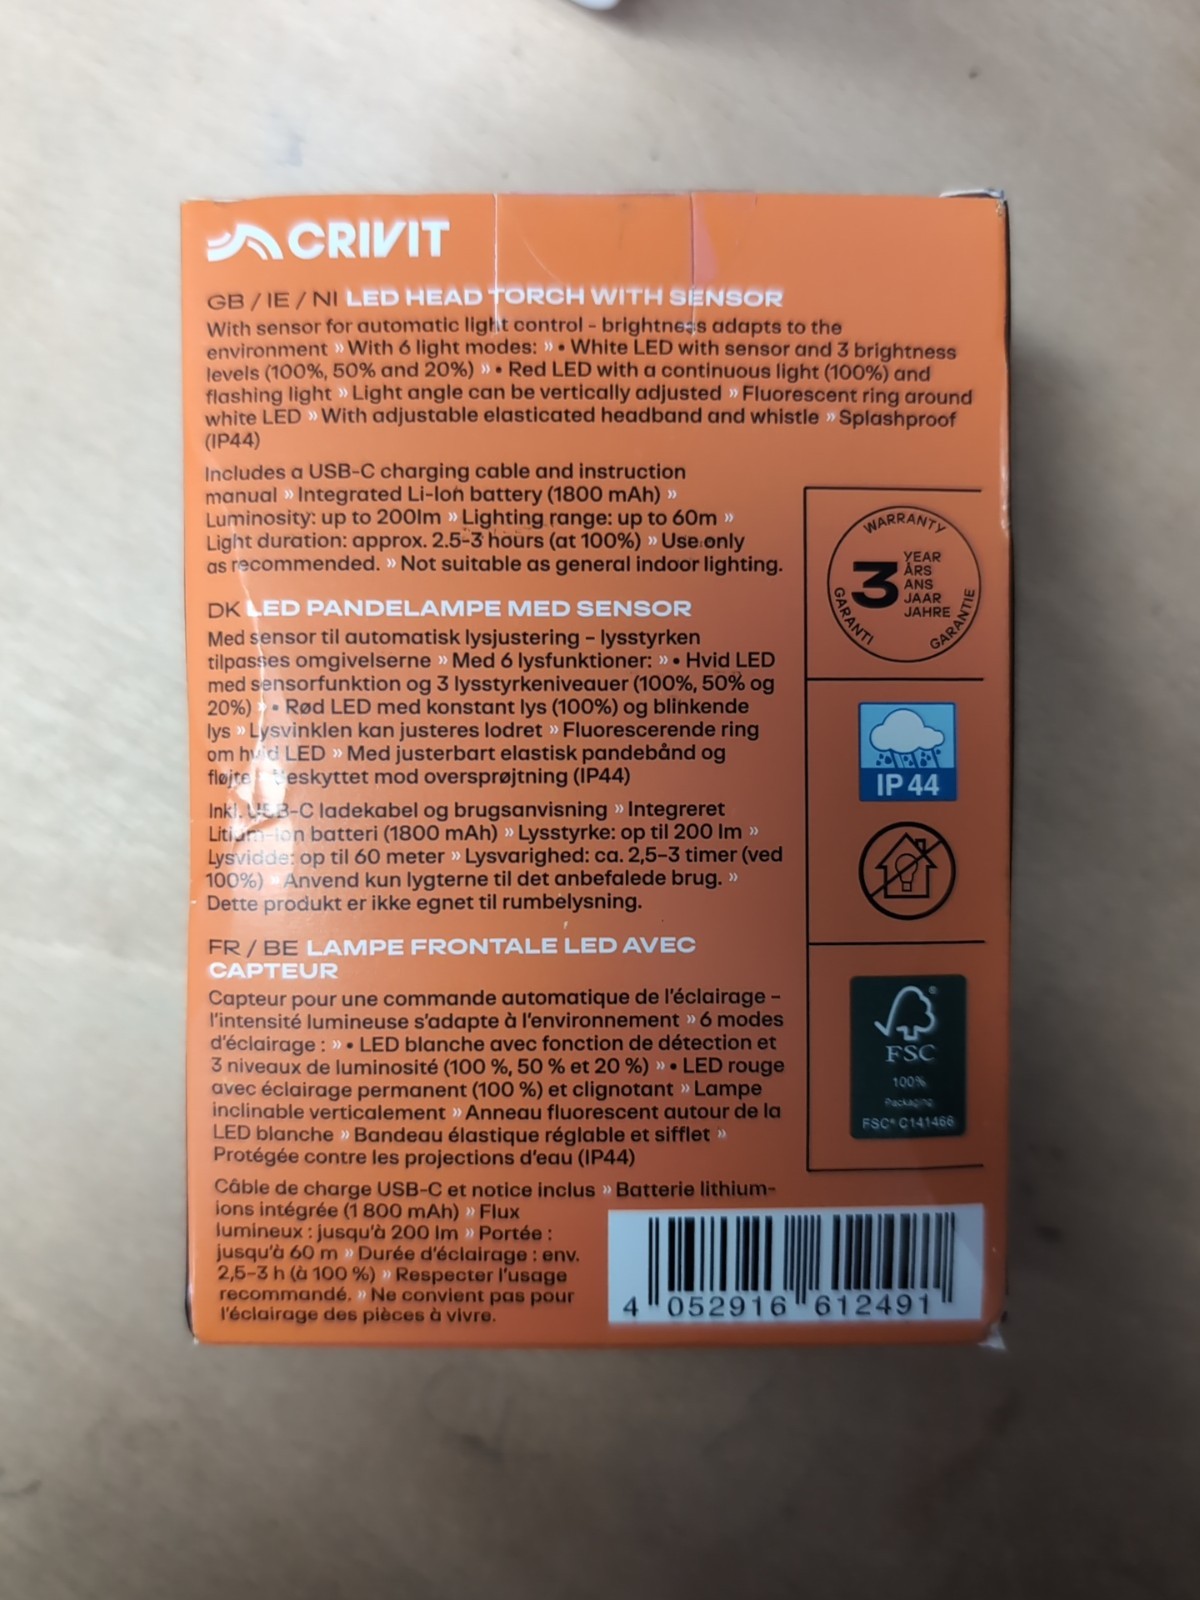 CRIVIT
GB / IE / NI LED HEAD TORCH WITH SENSOR
With sensor for automatic light control – brightness adapts to the
environment » With 6 light modes: » • White LED with sensor and 3 brightness
levels (100%, 50% and 20%) » • Red LED with a continuous light (100%) and
flashing light » Light angle can be vertically adjusted » Fluorescent ring around
white LED » With adjustable elasticated headband and whistle » Splashproof
(IP44)
Includes a USB-C charging cable and instruction
manual » Integrated Li-Ion battery (1800 mAh) »
Luminosity: up to 200lm » Lighting range: up to 60m »
Light duration: approx. 2.5–3 hours (at 100%) » Use only
as recommended. » Not suitable as general indoor lighting.
DK LED PANDELAMPE MED SENSOR
Med sensor til automatisk lysjustering – lysstyrken
tilpasses omgivelserne » Med 6 lysfunktioner: » • Hvid LED
med sensorfunktion og 3 lysstyrkeniveauer (100%, 50% og
20%) » • Rød LED med konstant lys (100%) og blinkende
lys » Lysvinklen kan justeres lodret » Fluorescerende ring
om hvid LED » Med justerbart elastisk pandebånd og
fløjte » Beskyttet mod oversprøjtning (IP44)
Inkl. USB-C ladekabel og brugsanvisning » Integreret
Litium-ion batteri (1800 mAh) » Lysstyrke: op til 200 lm »
Lysvidde: op til 60 meter » Lysvarighed: ca. 2,5–3 timer (ved
100%) » Anvend kun lygterne til det anbefalede brug. »
Dette produkt er ikke egnet til rumbelysning.
FR / BE LAMPE FRONTALE LED AVEC
CAPTEUR
Capteur pour une commande automatique de l'éclairage –
l'intensité lumineuse s'adapte à l'environnement » 6 modes
d'éclairage : » • LED blanche avec fonction de détection et
3 niveaux de luminosité (100 %, 50 % et 20 %) » • LED rouge
avec éclairage permanent (100 %) et clignotant » Lampe
inclinable verticalement » Anneau fluorescent autour de la
LED blanche » Bandeau élastique réglable et sifflet »
Protégée contre les projections d'eau (IP44)
Câble de charge USB-C et notice inclus » Batterie lithium-
ions intégrée (1 800 mAh) » Flux
lumineux : jusqu'à 200 lm » Portée :
jusqu'à 60 m » Durée d'éclairage : env.
2,5–3 h (à 100 %) » Respecter l'usage
recommandé. » Ne convient pas pour
l'éclairage des pièces à vivre.
WARRANTY
3 YEAR
ÅRS
ANS
JAAR
JAHRE
GARANTI
GARANTIE
IP 44
FSC
100%
Packaging
FSC® C141466
4 052916 612491